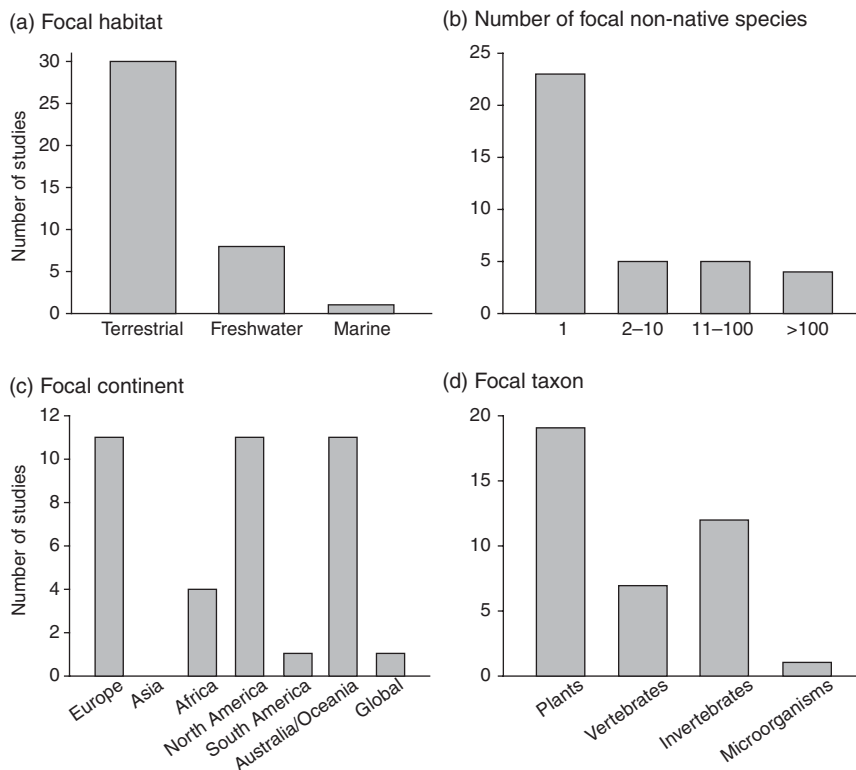 (a) Focal habitat
Number of studies
30
25
20
15
10
5
0
Terrestrial Freshwater Marine
(b) Number of focal non-native species
25
20
15
10
5
0
1 2–10 11–100 >100
(c) Focal continent
Number of studies
12
10
8
6
4
2
0
Europe
Asia
Africa
North America
South America
Australia/Oceania
Global
(d) Focal taxon
20
15
10
5
0
Plants
Vertebrates
Invertebrates
Microorganisms